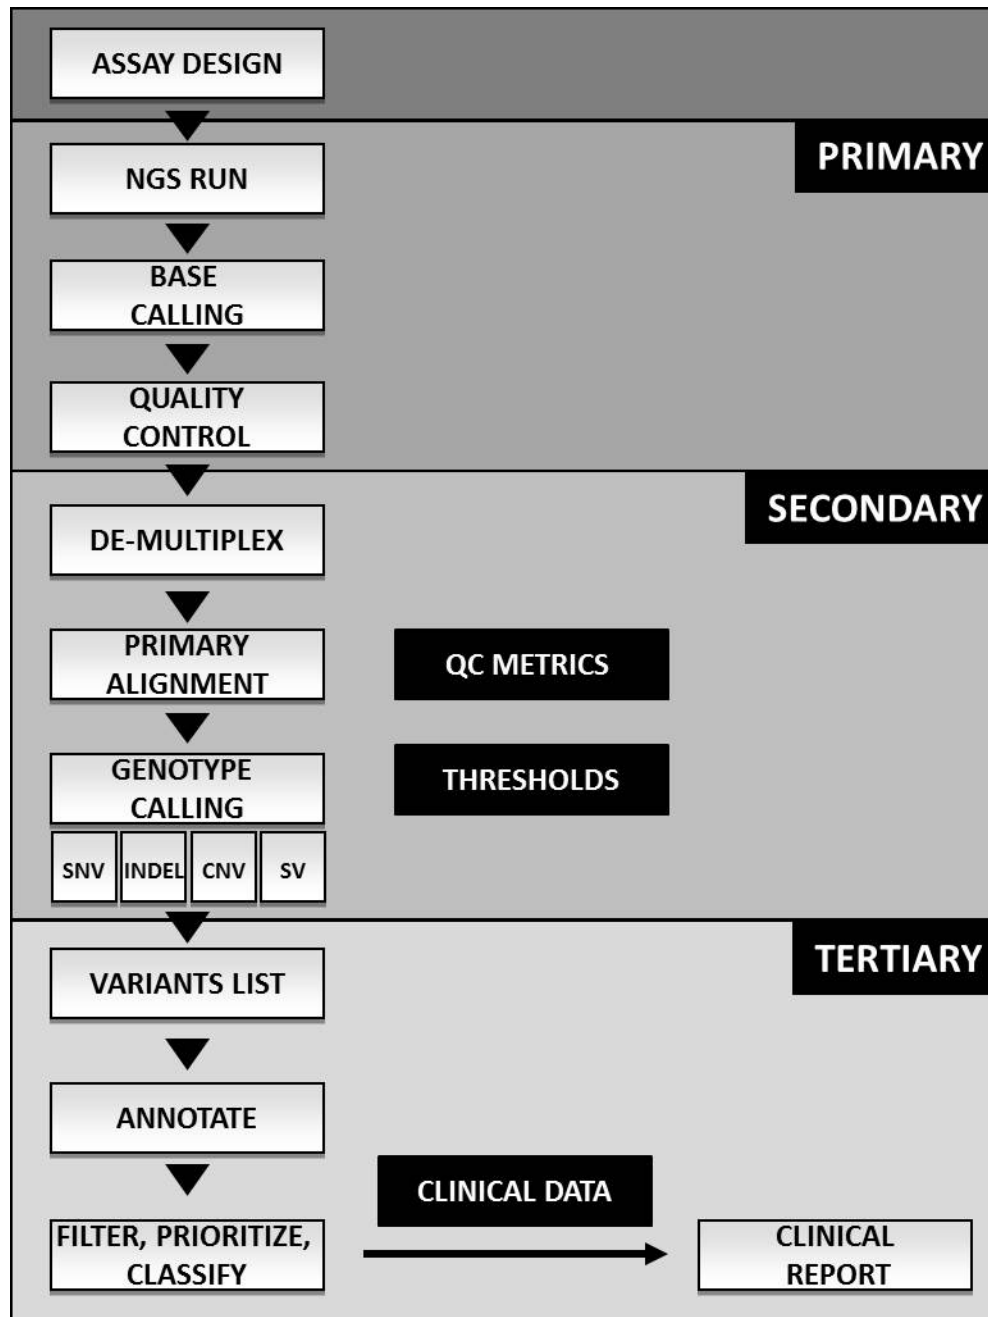 ASSAY DESIGN
PRIMARY
NGS RUN
BASE
CALLING
QUALITY
CONTROL
SECONDARY
DE-MULTIPLEX
PRIMARY
ALIGNMENT
QC METRICS
GENOTYPE
CALLING
THRESHOLDS
SNV INDEL CNV SV
TERTIARY
VARIANTS LIST
ANNOTATE
CLINICAL DATA
FILTER, PRIORITIZE,
CLASSIFY
CLINICAL
REPORT